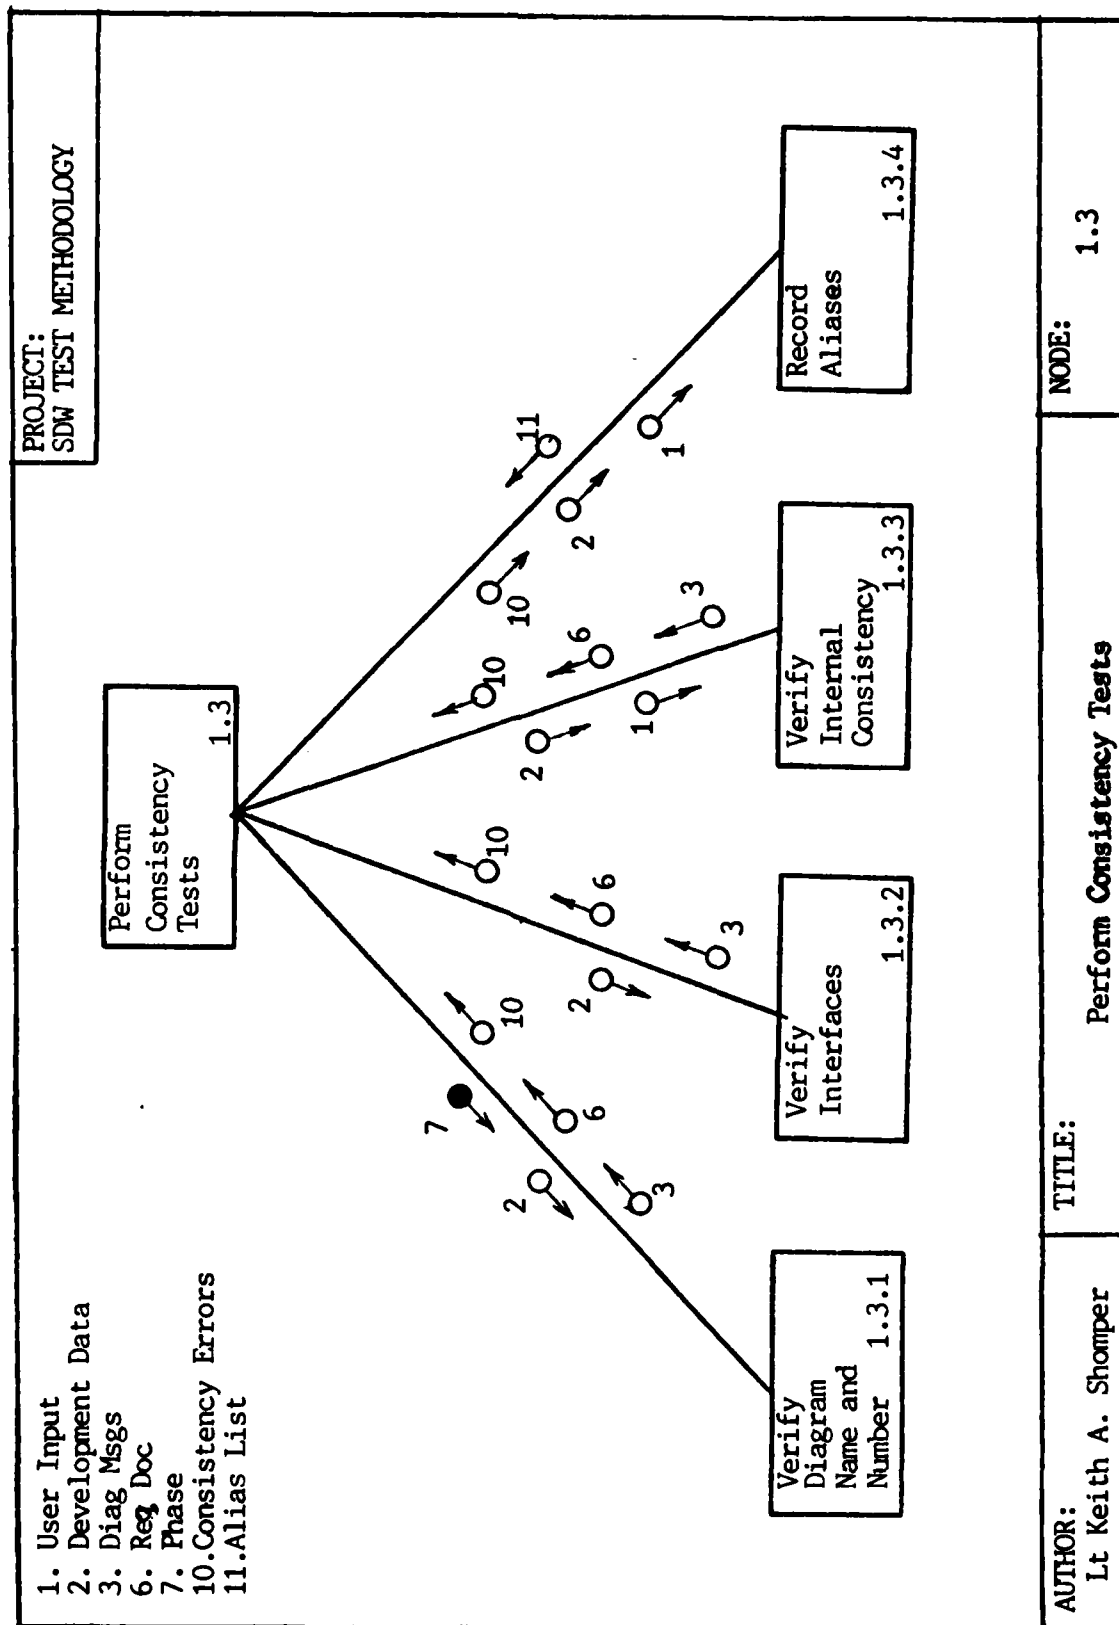 PROJECT:
SDW TEST METHODOLOGY
1. User Input
2. Development Data
3. Diag Msgs
6. Req Doc
7. Phase
10.Consistency Errors
11.Alias List
Perform
Consistency
Tests
1.3
7
2
10
6
3
10
6
2
3
10
6
3
2
1
10
2
11
1
Verify
Diagram
Name and
Number 1.3.1
Verify
Interfaces
1.3.2
Verify
Internal
Consistency
1.3.3
Record
Aliases
1.3.4
AUTHOR:
Lt Keith A. Shomper
TITLE:
Perform Consistency Tests
NODE:
1.3